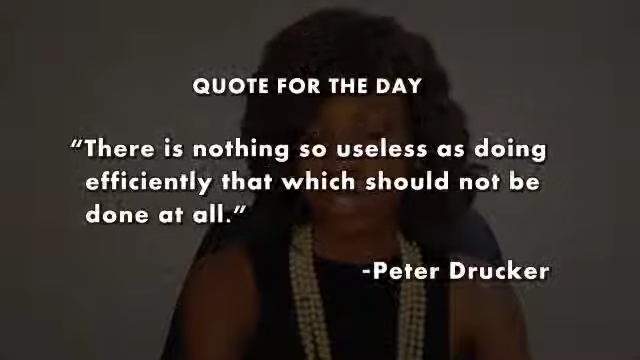 QUOTE FOR THE DAY
“There is nothing so useless as doing
efficiently that which should not be
done at all.”
-Peter Drucker